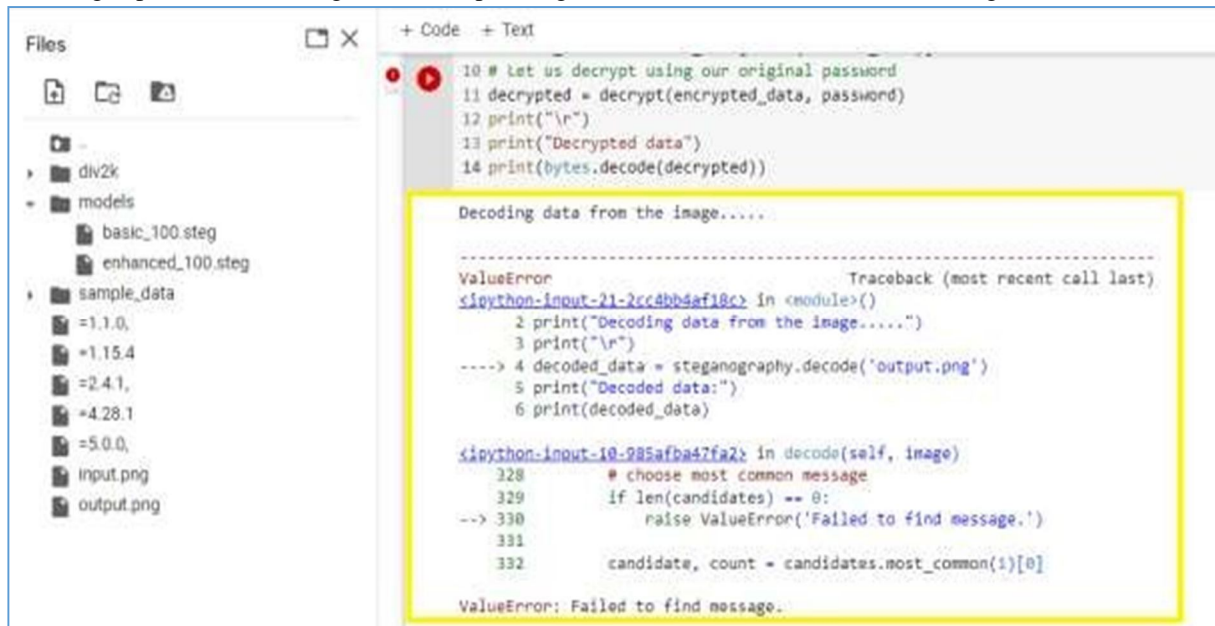 Files
..
div2k
models
basic_100.steg
enhanced_100.steg
sample_data
=1.1.0,
=1.15.4
=2.4.1,
=4.28.1
=5.0.0,
input.png
output.png
+ Code + Text
10 # Let us decrypt using our original password
11 decrypted = decrypt(encrypted_data, password)
12 print("\r")
13 print("Decrypted data")
14 print(bytes.decode(decrypted))
Decoding data from the image.....
---------------------------------------------------------------------------
ValueError Traceback (most recent call last)
<ipython-input-21-2cc4bb4af18c> in <module>()
2 print("Decoding data from the image.....")
3 print("\r")
----> 4 decoded_data = steganography.decode('output.png')
5 print("Decoded data:")
6 print(decoded_data)
<ipython-input-10-985afba47fa2> in decode(self, image)
328 # choose most common message
329 if len(candidates) == 0:
--> 330 raise ValueError('Failed to find message.')
331
332 candidate, count = candidates.most_common(1)[0]
ValueError: Failed to find message.